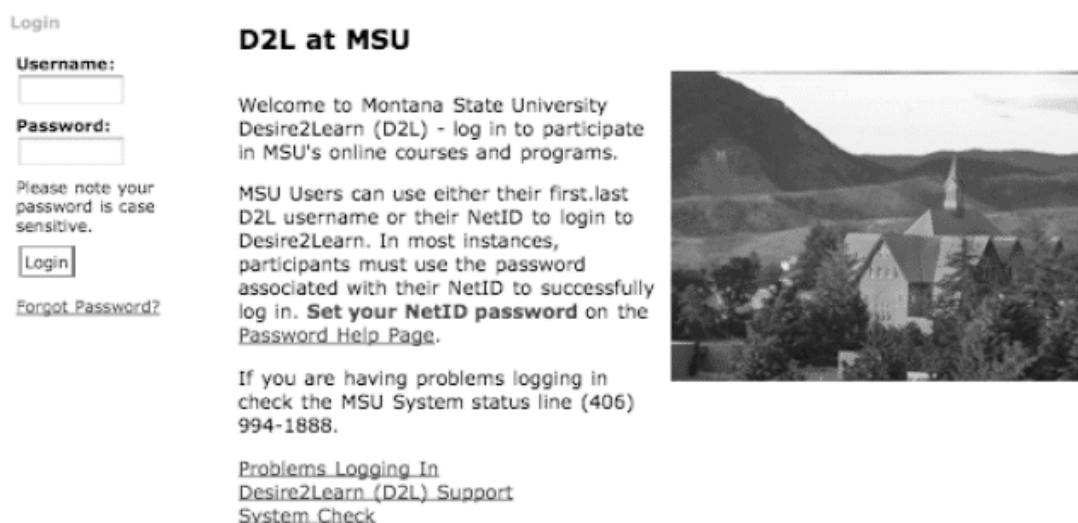 Login
Username:
Password:
Please note your
password is case
sensitive.
Login
Forgot Password?
D2L at MSU
Welcome to Montana State University
Desire2Learn (D2L) - log in to participate
in MSU's online courses and programs.
MSU Users can use either their first.last
D2L username or their NetID to login to
Desire2Learn. In most instances,
participants must use the password
associated with their NetID to successfully
log in. Set your NetID password on the
Password Help Page.
If you are having problems logging in
check the MSU System status line (406)
994-1888.
Problems Logging In
Desire2Learn (D2L) Support
System Check